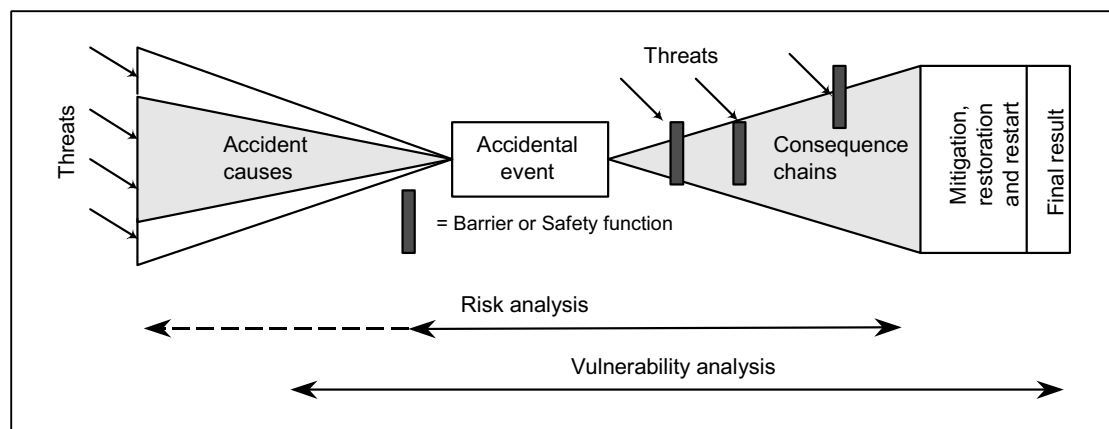 Threats
Threats
Accident
causes
Accidental
event
Consequence
chains
Mitigation,
restoration
and restart
Final result
= Barrier or Safety function
Risk analysis
Vulnerability analysis